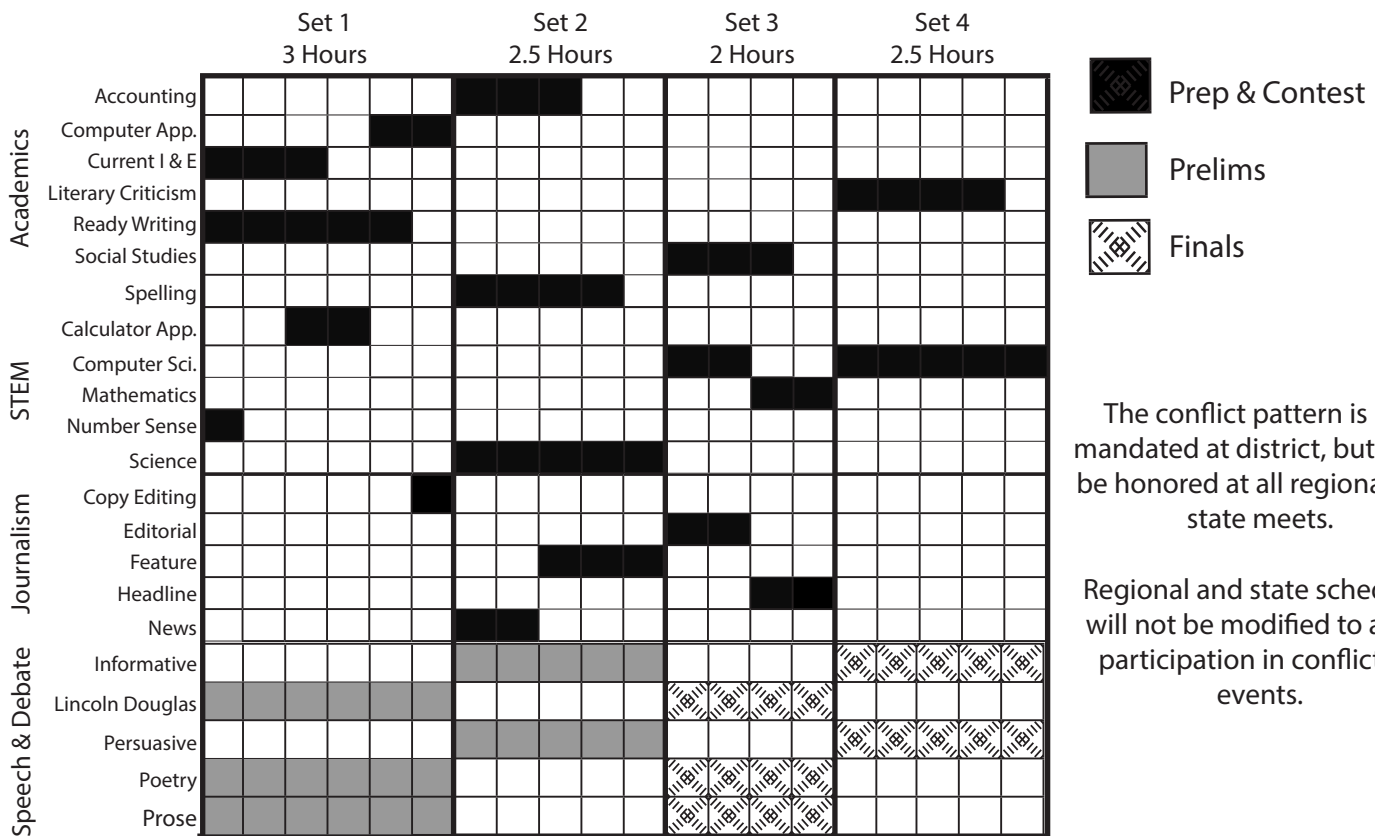 Set 1
3 Hours
Set 2
2.5 Hours
Set 3
2 Hours
Set 4
2.5 Hours
Academics
Accounting
Computer App.
Current I & E
Literary Criticism
Ready Writing
Social Studies
Spelling
STEM
Calculator App.
Computer Sci.
Mathematics
Number Sense
Science
Journalism
Copy Editing
Editorial
Feature
Headline
News
Speech & Debate
Informative
Lincoln Douglas
Persuasive
Poetry
Prose
Prep & Contest
Prelims
Finals
The conflict pattern is
mandated at district, but
be honored at all
state meets.
Regional and state
will not be modified to
participation in
events.